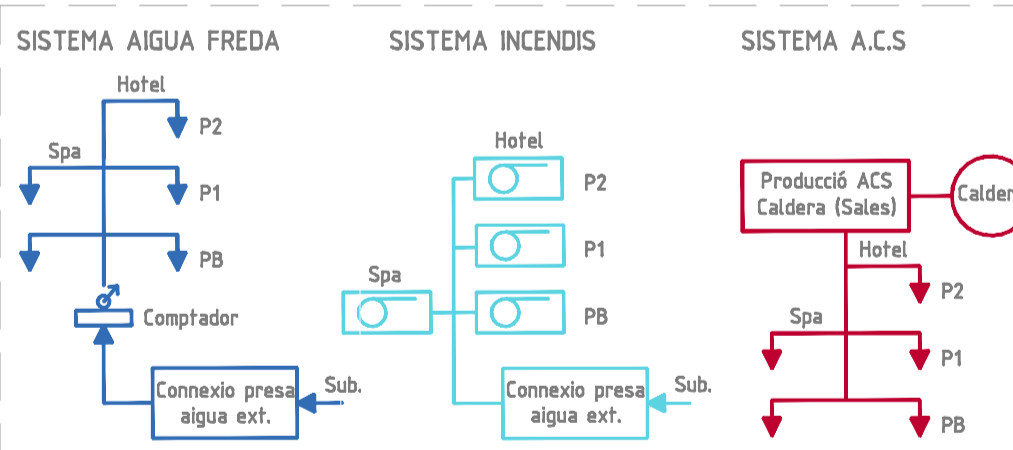 SISTEMA AIGUA FREDA
Hotel
P2
Spa
P1
PB
Comptador
Connexio presa
aigua ext.
Sub.
SISTEMA INCENDIS
Hotel
P2
P1
Spa
PB
Connexio presa
aigua ext.
Sub.
SISTEMA A.C.S
Producció ACS
Caldera (Sales)
Calder
Hotel
P2
Spa
P1
PB